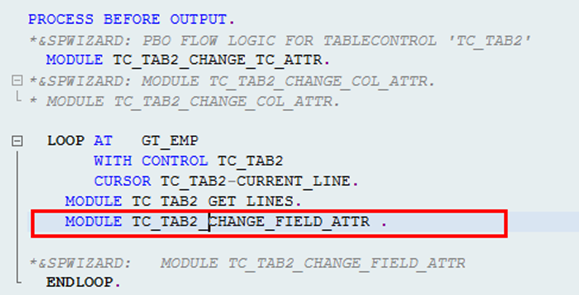 PROCESS BEFORE OUTPUT.
*&SPWIZARD: PBO FLOW LOGIC FOR TABLECONTROL 'TC_TAB2'
MODULE TC_TAB2_CHANGE_TC_ATTR.
*&SPWIZARD: MODULE TC_TAB2_CHANGE_COL_ATTR.
* MODULE TC_TAB2_CHANGE_COL_ATTR.
LOOP AT   GT_EMP
WITH CONTROL TC_TAB2
CURSOR TC_TAB2-CURRENT_LINE.
MODULE TC_TAB2_GET_LINES.
MODULE TC_TAB2_CHANGE_FIELD_ATTR .
*&SPWIZARD:   MODULE TC_TAB2_CHANGE_FIELD_ATTR
ENDLOOP.